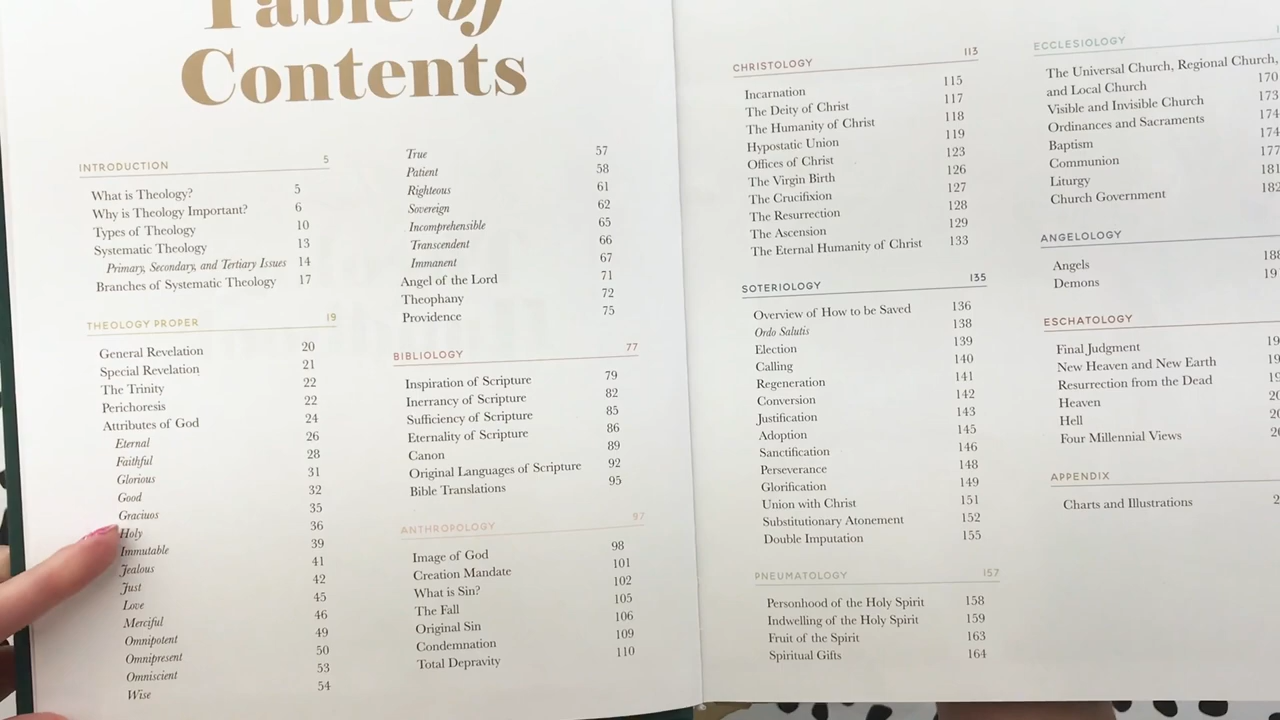 Table of
Contents
INTRODUCTION 5
What is Theology? 5
Why is Theology Important? 6
Types of Theology 10
Systematic Theology 13
Primary, Secondary, and Tertiary Issues 14
Branches of Systematic Theology 17
THEOLOGY PROPER 19
General Revelation 20
Special Revelation 21
The Trinity 22
Perichoresis 22
Attributes of God 24
Eternal 26
Faithful 28
Glorious 31
Good 32
Graciuos 35
Holy 36
Immutable 39
Jealous 41
Just 42
Love 45
Merciful 46
Omnipotent 49
Omnipresent 50
Omniscient 53
Wise 54
True 57
Patient 58
Righteous 61
Sovereign 62
Incomprehensible 65
Transcendent 66
Immanent 67
Angel of the Lord 71
Theophany 72
Providence 75
BIBLIOLOGY 77
Inspiration of Scripture 79
Inerrancy of Scripture 82
Sufficiency of Scripture 85
Eternality of Scripture 86
Canon 89
Original Languages of Scripture 92
Bible Translations 95
ANTHROPOLOGY 97
Image of God 98
Creation Mandate 101
What is Sin? 102
The Fall 105
Original Sin 106
Condemnation 109
Total Depravity 110
CHRISTOLOGY 113
Incarnation 115
The Deity of Christ 117
The Humanity of Christ 118
Hypostatic Union 119
Offices of Christ 123
The Virgin Birth 126
The Crucifixion 127
The Resurrection 128
The Ascension 129
The Eternal Humanity of Christ 133
SOTERIOLOGY 135
Overview of How to be Saved 136
Ordo Salutis 138
Election 139
Calling 140
Regeneration 141
Conversion 142
Justification 143
Adoption 145
Sanctification 146
Perseverance 148
Glorification 149
Union with Christ 151
Substitutionary Atonement 152
Double Imputation 155
PNEUMATOLOGY 157
Personhood of the Holy Spirit 158
Indwelling of the Holy Spirit 159
Fruit of the Spirit 163
Spiritual Gifts 164
ECCLESIOLOGY
The Universal Church, Regional Church,
and Local Church 170
Visible and Invisible Church 173
Ordinances and Sacraments 174
Baptism 174
Communion 177
Liturgy 181
Church Government 182
ANGELOLOGY
Angels
Demons
ESCHATOLOGY
Final Judgment
New Heaven and New Earth
Resurrection from the Dead
Heaven
Hell
Four Millennial Views
APPENDIX
Charts and Illustrations